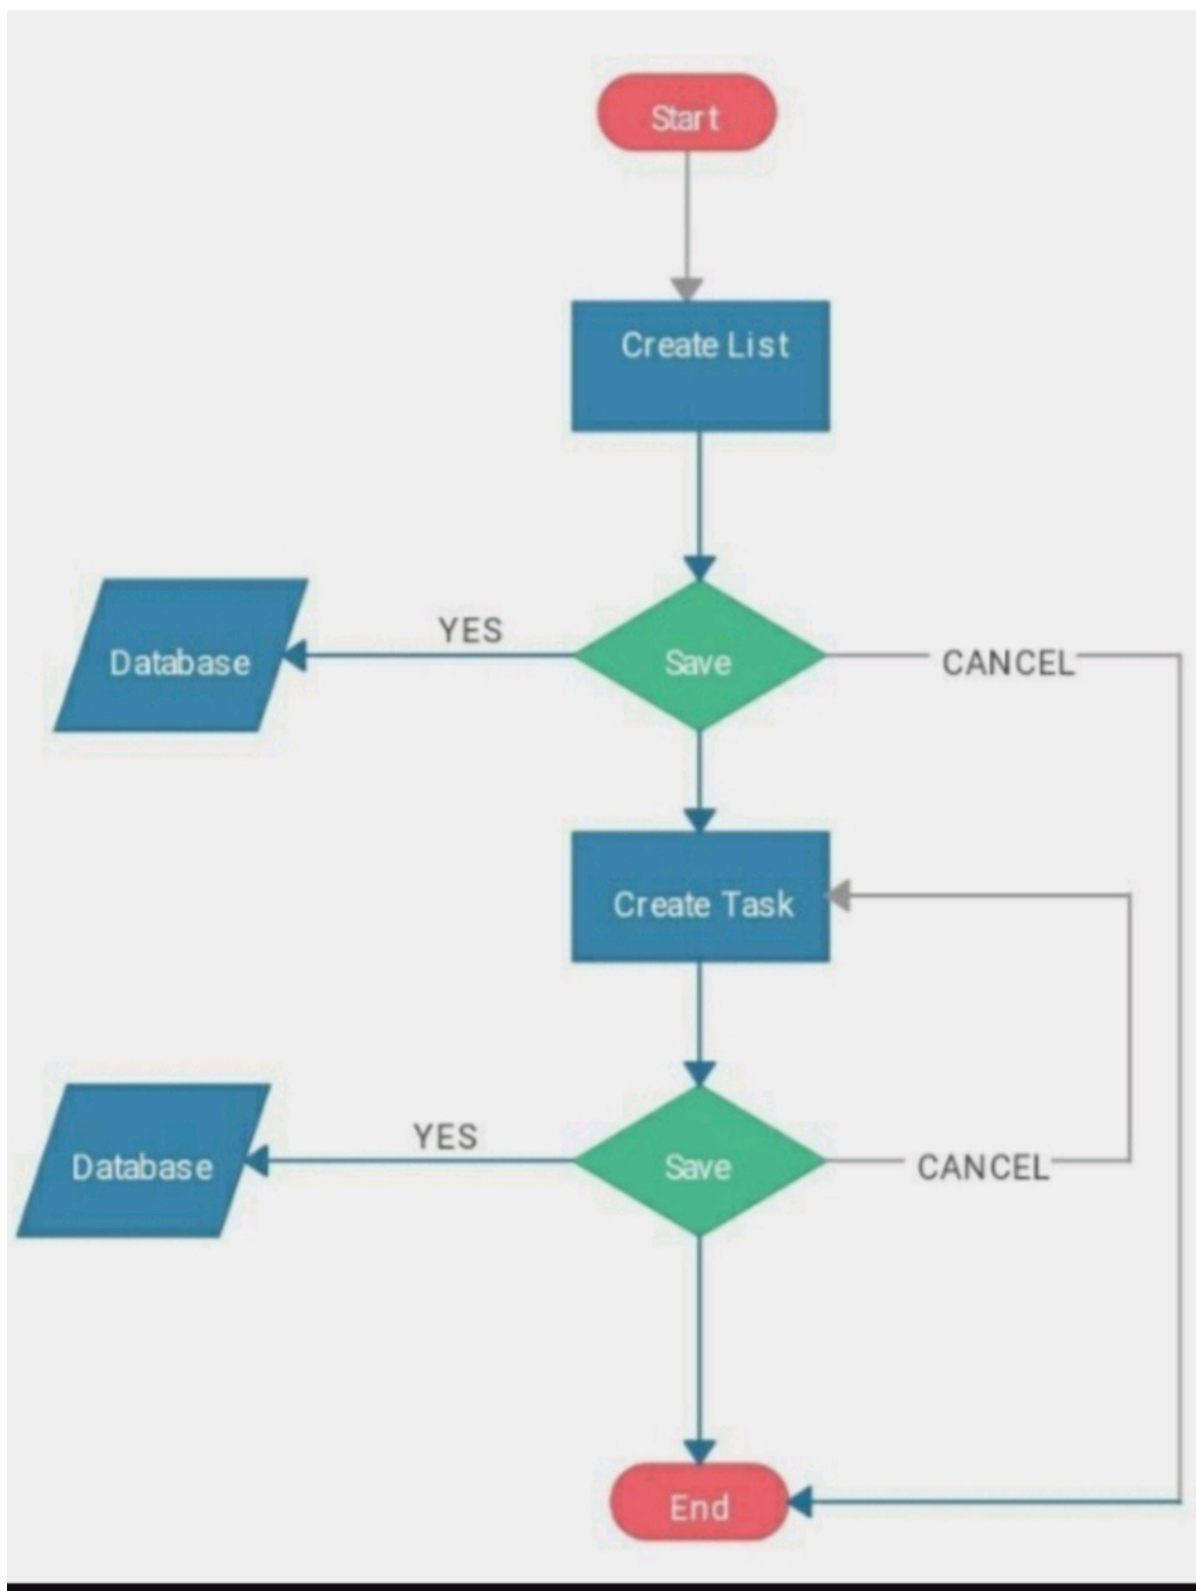 Start
Create List
YES
Database
Save
CANCEL
Create Task
YES
Database
Save
CANCEL
End